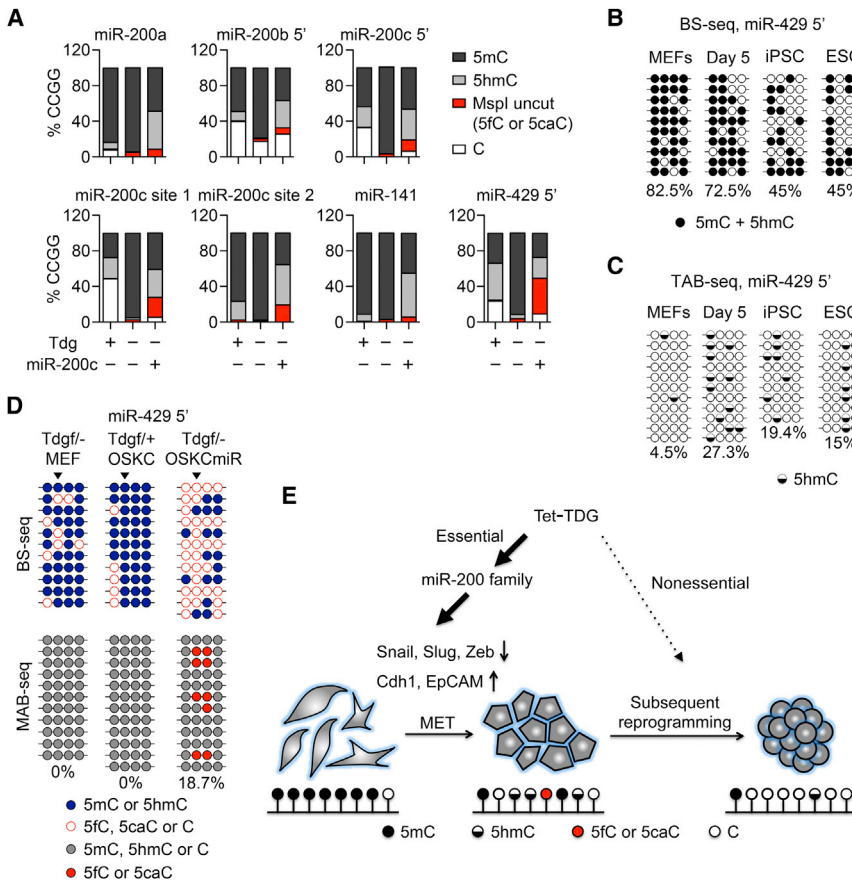 A
miR-200a
miR-200b 5'
miR-200c 5'
% CCGG
120
80
40
0
5mC
5hmC
MspI uncut
(5fC or 5caC)
C
miR-200c site 1
miR-200c site 2
miR-141
miR-429 5'
% CCGG
120
80
40
0
Tdg + – – + – – + – – + – –
miR-200c – – + – – + – – + – – +
B
BS-seq, miR-429 5'
MEFs Day 5 iPSC ESC
82.5% 72.5% 45% 45%
5mC + 5hmC
C
TAB-seq, miR-429 5'
MEFs Day 5 iPSC ESC
4.5% 27.3% 19.4% 15%
5hmC
D
miR-429 5'
Tdgf/- Tdgf/+ Tdgf/-
MEF OSKC OSKCmiR
BS-seq
MAB-seq
0% 0% 18.7%
5mC or 5hmC
5fC, 5caC or C
5mC, 5hmC or C
5fC or 5caC
E
Tet-TDG
Essential
miR-200 family
Nonessential
Snail, Slug, Zeb ↓
Cdh1, EpCAM ↑
MET
Subsequent
reprogramming
5mC 5hmC 5fC or 5caC C